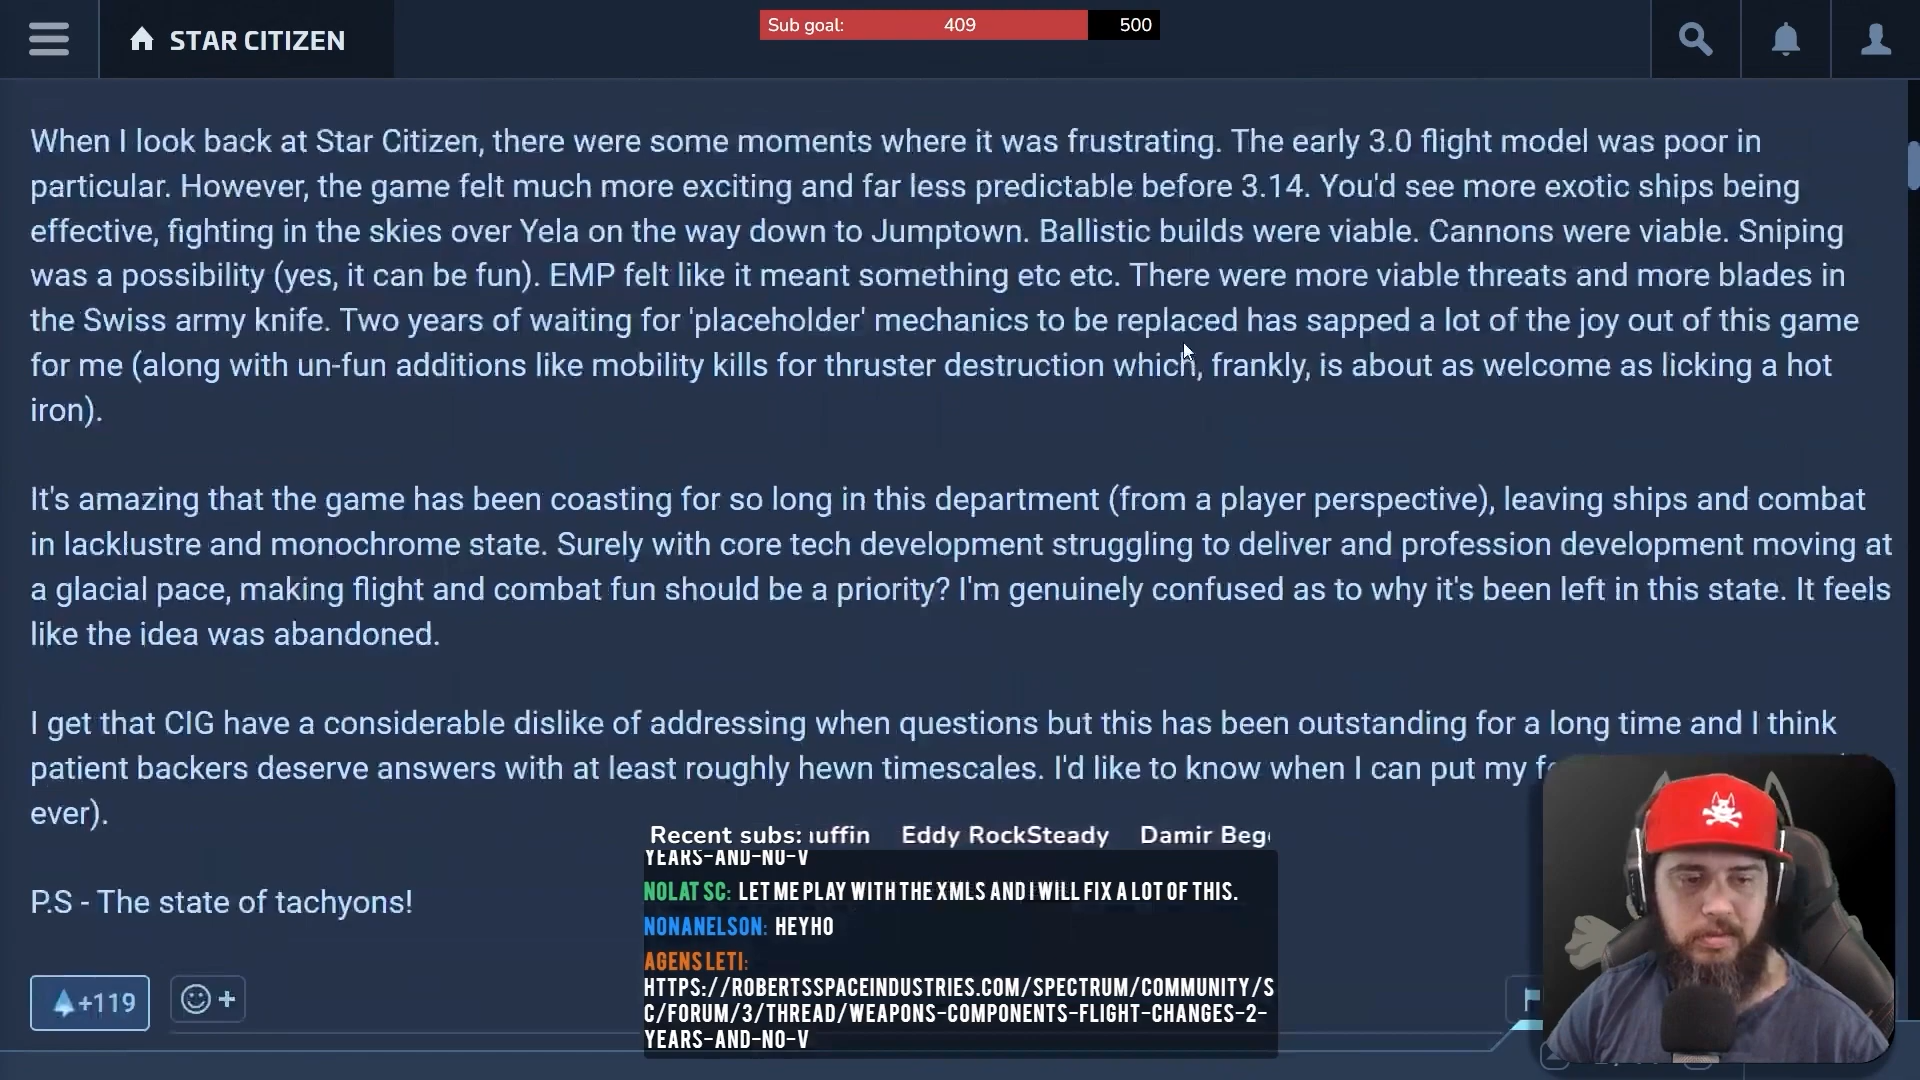 STAR CITIZEN
Sub goal: 409 500
When I look back at Star Citizen, there were some moments where it was frustrating. The early 3.0 flight model was poor in
particular. However, the game felt much more exciting and far less predictable before 3.14. You'd see more exotic ships being
effective, fighting in the skies over Yela on the way down to Jumptown. Ballistic builds were viable. Cannons were viable. Sniping
was a possibility (yes, it can be fun). EMP felt like it meant something etc etc. There were more viable threats and more blades in
the Swiss army knife. Two years of waiting for 'placeholder' mechanics to be replaced has sapped a lot of the joy out of this game
for me (along with un-fun additions like mobility kills for thruster destruction which, frankly, is about as welcome as licking a hot
iron).
It's amazing that the game has been coasting for so long in this department (from a player perspective), leaving ships and combat
in lacklustre and monochrome state. Surely with core tech development struggling to deliver and profession development moving at
a glacial pace, making flight and combat fun should be a priority? I'm genuinely confused as to why it's been left in this state. It feels
like the idea was abandoned.
I get that CIG have a considerable dislike of addressing when questions but this has been outstanding for a long time and I think
patient backers deserve answers with at least roughly hewn timescales. I'd like to know when I can put my
ever).
P.S - The state of tachyons!
+119
Recent subs: uffin Eddy RockSteady Damir Beg
YEARS-AND-NO-V
NOLAT SC: LET ME PLAY WITH THE XMLS AND I WILL FIX A LOT OF THIS.
NONANELSON: HEYHO
AGENS LETI:
HTTPS://ROBERTSSPACEINDUSTRIES.COM/SPECTRUM/COMMUNITY/S
C/FORUM/3/THREAD/WEAPONS-COMPONENTS-FLIGHT-CHANGES-2-
YEARS-AND-NO-V